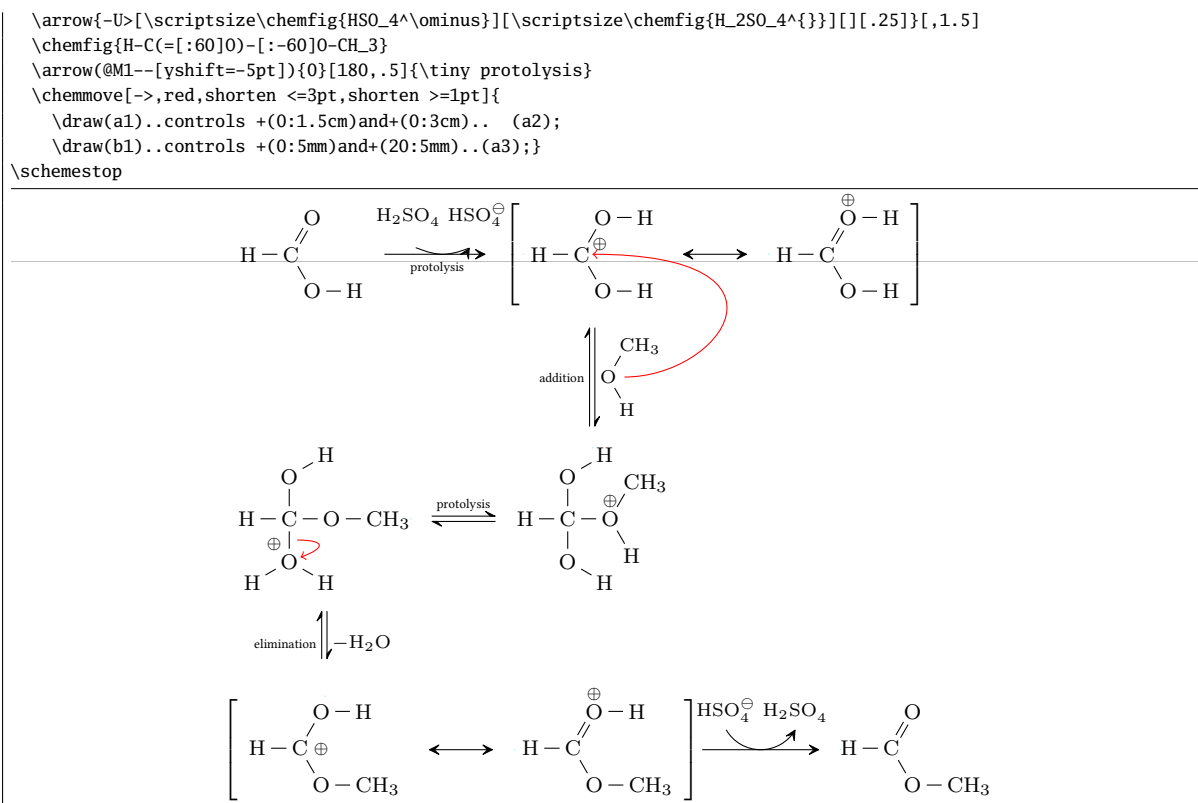 \arrow{-U>[\scriptsize\chemfig{HSO_4^\ominus}][\scriptsize\chemfig{H_2SO_4^{}}][][.25]}[,1.5]
\chemfig{H-C(=[:60]O)-[:-60]O-CH_3}
\arrow(@M1--[yshift=-5pt]){0}[180,.5]{\tiny protolysis}
\chemmove[->,red,shorten <=3pt,shorten >=1pt]{
\draw(a1)..controls +(0:1.5cm)and+(0:3cm).. (a2);
\draw(b1)..controls +(0:5mm)and+(20:5mm)..(a3);}
\schemestop
H₂SO₄ HSO₄⊖
O O – H ⊕ O – H
H – C H – C ⊕ H – C
protolysis
O – H O – H O – H
CH₃
addition O
H
H H
O O CH₃
protolysis
H – C – O – CH₃ H – C – O ⊕
⊕ O O H
H H H
elimination −H₂O
O – H ⊕ O – H HSO₄⊖ H₂SO₄ O
H – C ⊕ H – C H – C
O – CH₃ O – CH₃ O – CH₃